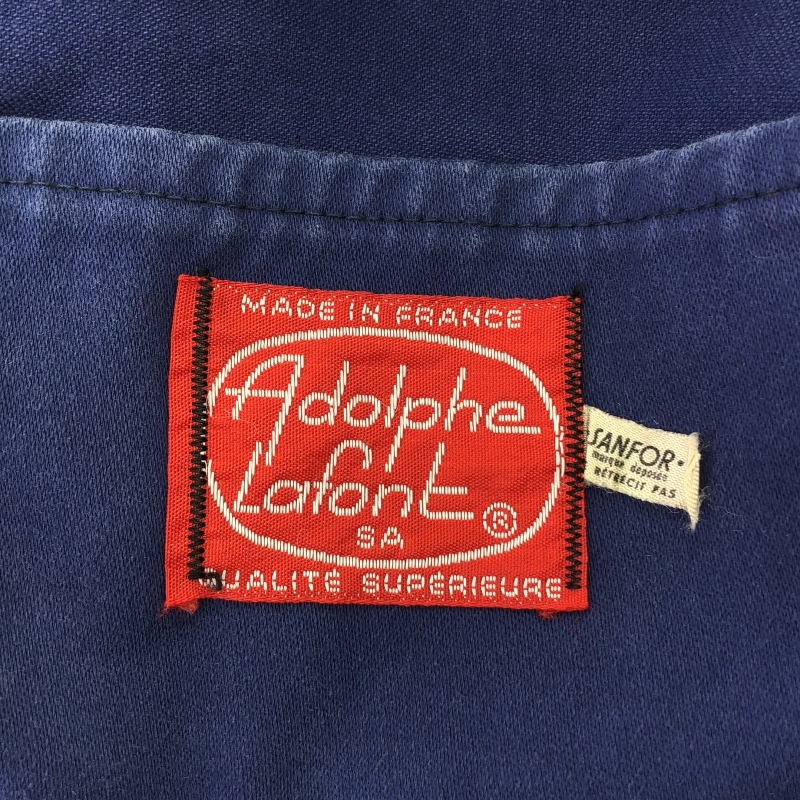 MADE IN FRANCE
Adolphe
Lafont ®
SA
QUALITÉ SUPÉRIEURE
SANFOR·
marque déposée
RÉTRÉCIT PAS